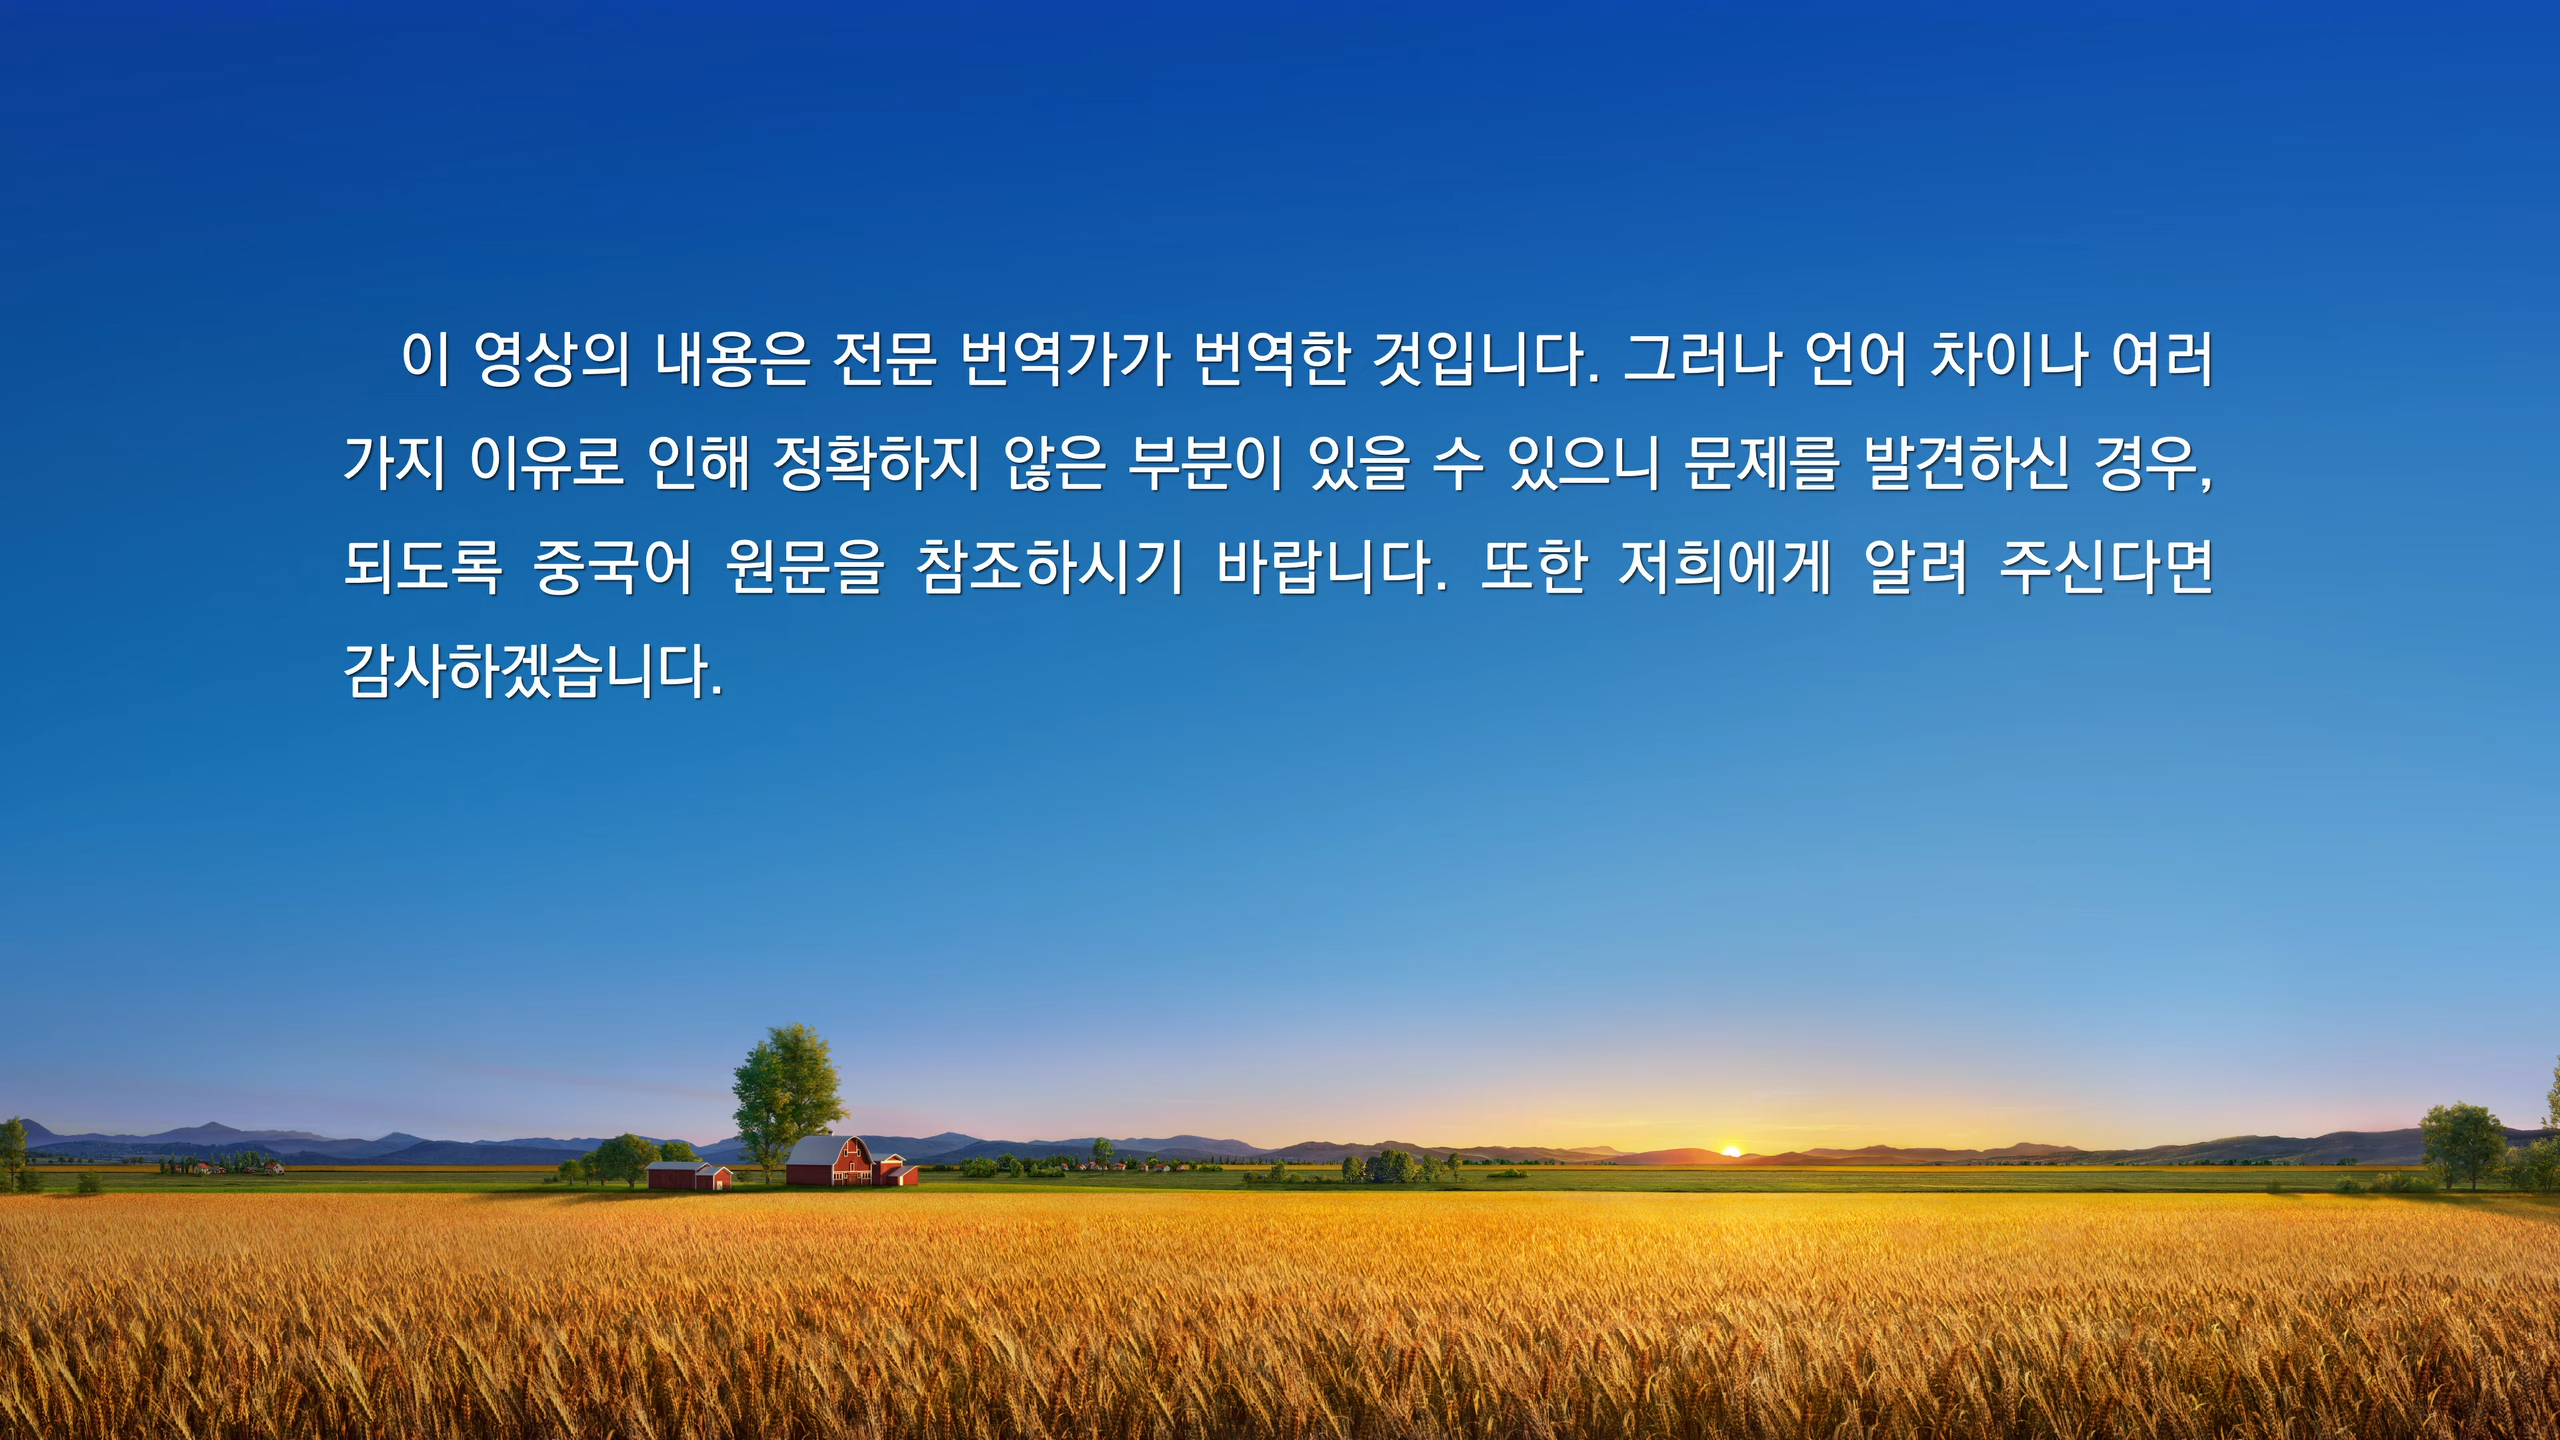 이 영상의 내용은 전문 번역가가 번역한 것입니다. 그러나 언어 차이나 여러
가지 이유로 인해 정확하지 않은 부분이 있을 수 있으니 문제를 발견하신 경우,
되도록 중국어 원문을 참조하시기 바랍니다. 또한 저희에게 알려 주신다면
감사하겠습니다.